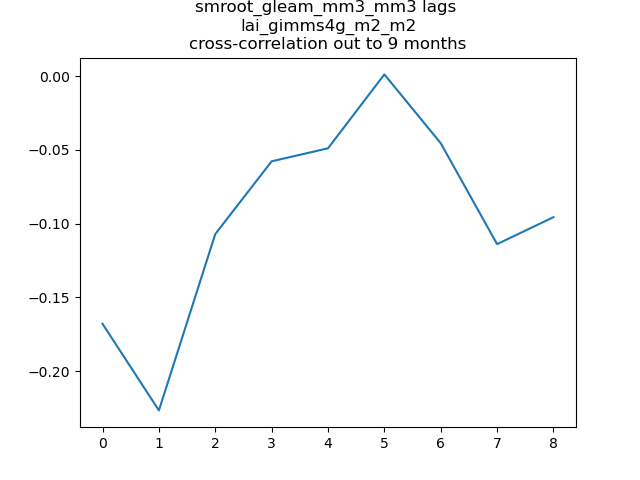 smroot_gleam_mm3_mm3 lags
lai_gimms4g_m2_m2
cross-correlation out to 9 months
0.00
−0.05
−0.10
−0.15
−0.20
0 1 2 3 4 5 6 7 8